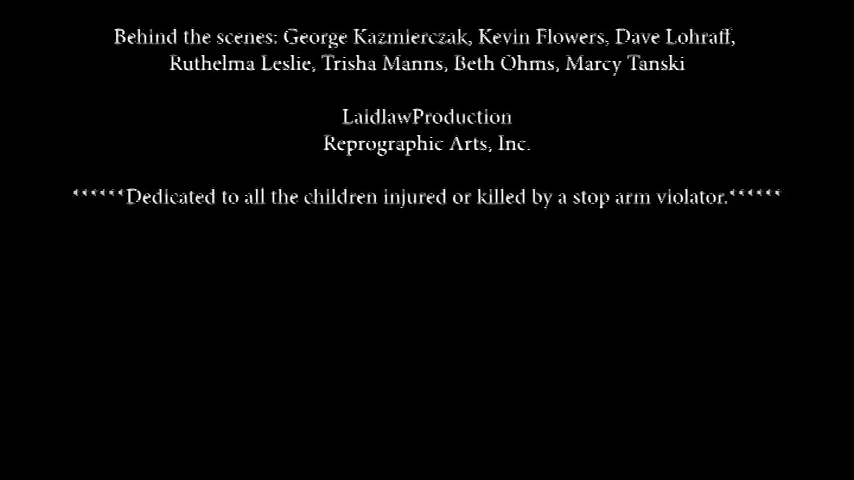 Behind the scenes: George Kazmierczak, Kevin Flowers, Dave Lohraff,
Ruthelma Leslie, Trisha Manns, Beth Ohms, Marcy Tanski
LaidlawProduction
Reprographic Arts, Inc.
******Dedicated to all the children injured or killed by a stop arm violator.******